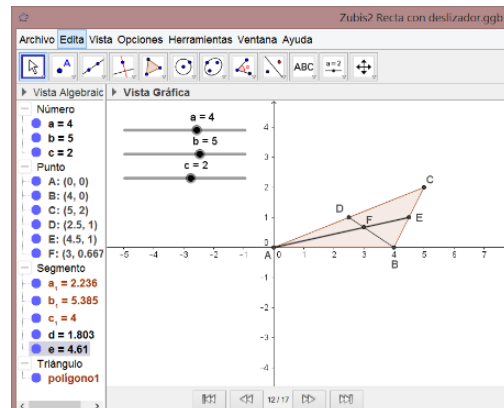 Zubis2 Recta con deslizador.ggb
Archivo Edita Vista Opciones Herramientas Ventana Ayuda
ABC a=2
Vista Algebraic
Vista Gráfica
Número
a = 4
b = 5
c = 2
Punto
A: (0, 0)
B: (4, 0)
C: (5, 2)
D: (2.5, 1)
E: (4.5, 1)
F: (3, 0.667
Segmento
a₁ = 2.236
b₁ = 5.385
c₁ = 4
d = 1.803
e = 4.61
Triángulo
polígono1
a = 4
b = 5
c = 2
4
3
2
1
0
-1
-2
-3
-4
-5 -4 -3 -2 -1 0 1 2 3 4 5 6 7
A
B
C
D
E
F
12 / 17